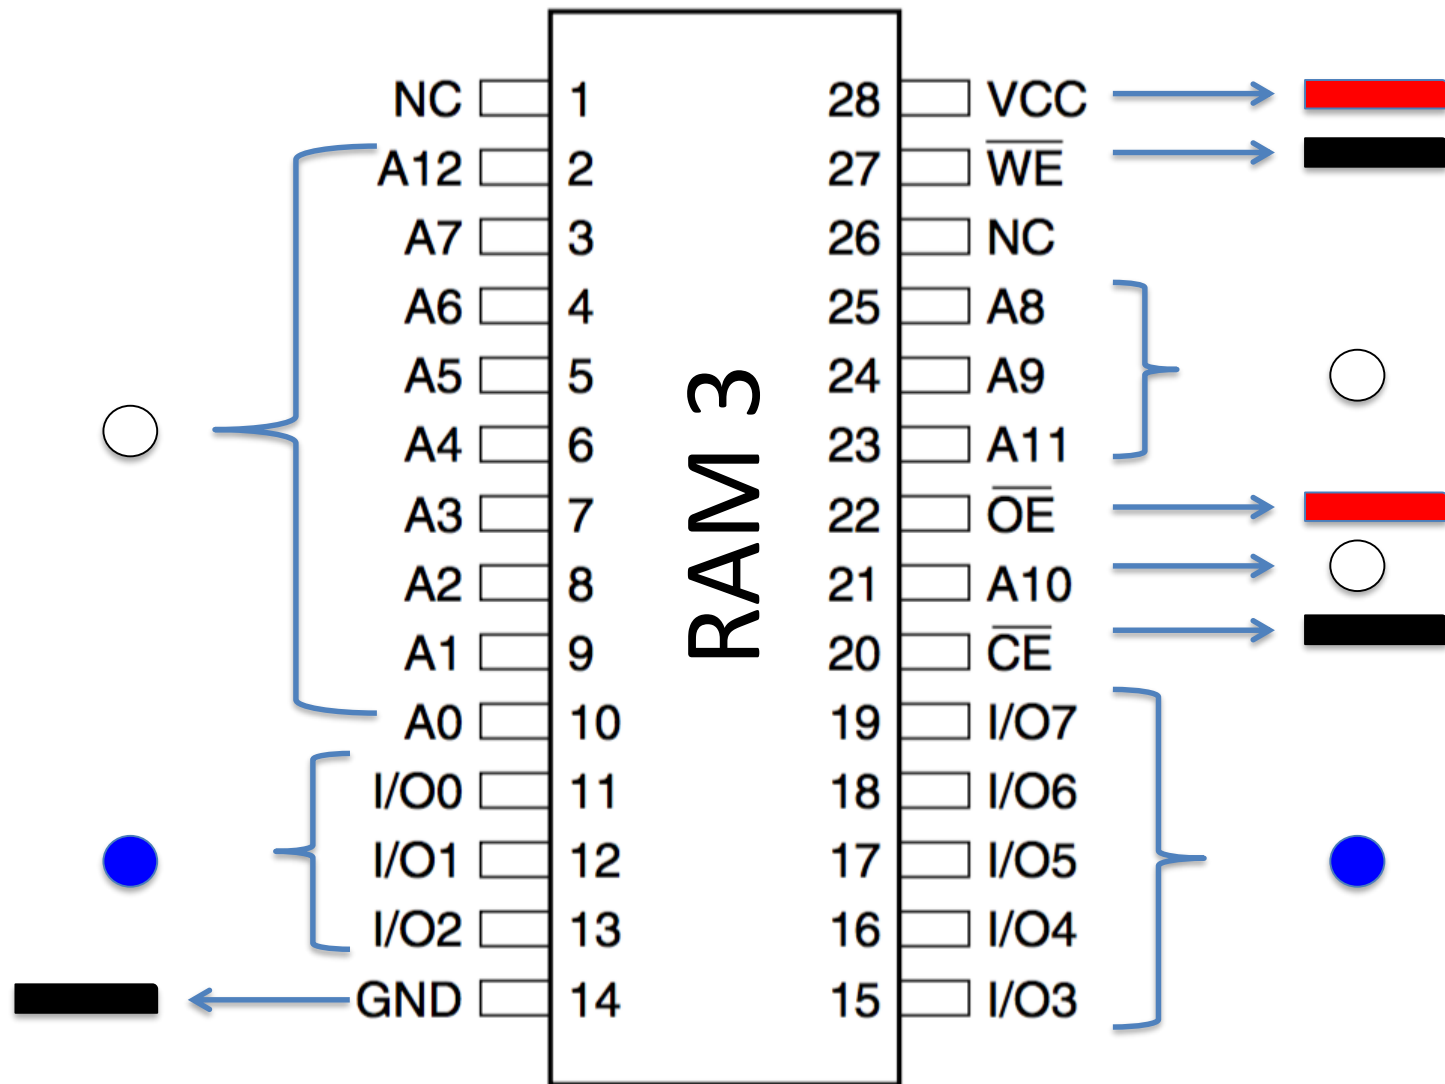 NC 1 28 VCC
A12 2 27 WE
A7 3 26 NC
A6 4 25 A8
A5 5 24 A9
A4 6 23 A11
A3 7 22 OE
A2 8 21 A10
A1 9 20 CE
A0 10 19 I/O7
I/O0 11 18 I/O6
I/O1 12 17 I/O5
I/O2 13 16 I/O4
GND 14 15 I/O3
RAM 3